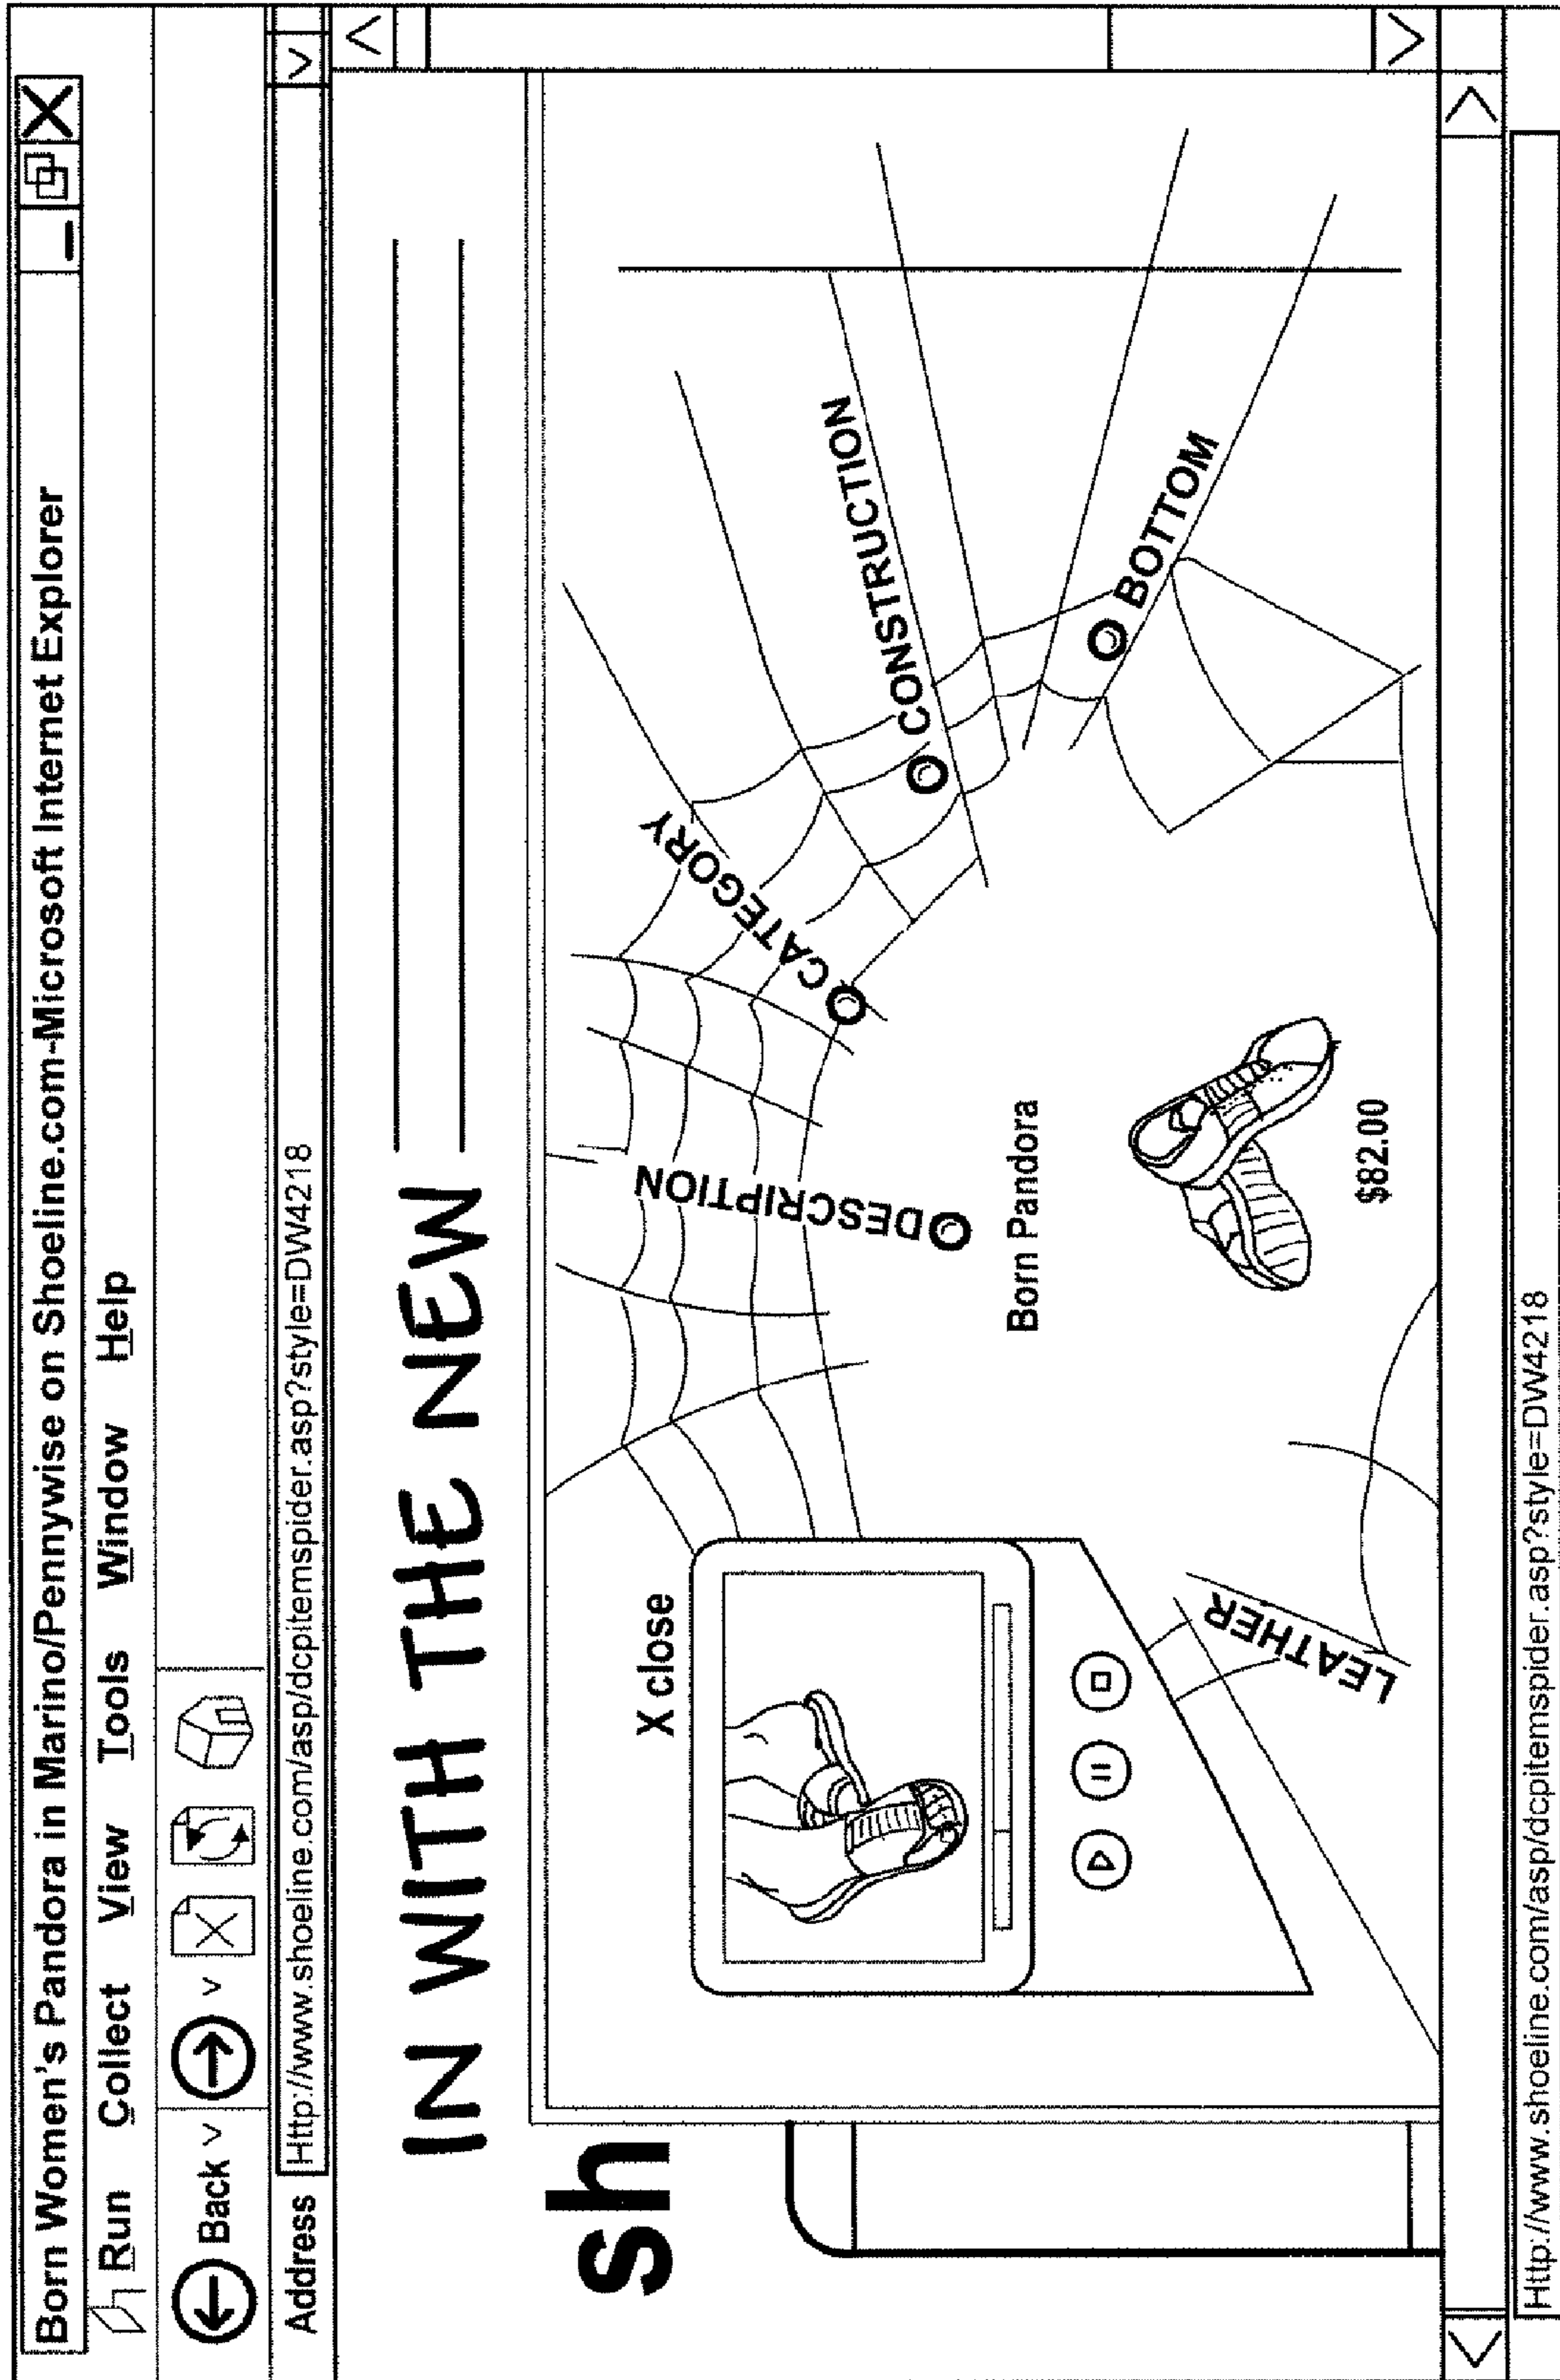 Born Women's Pandora in Marino/Pennywise on Shoeline.com-Microsoft Internet Explorer
Run Collect View Tools Window Help
Back
Address Http://www.shoeline.com/asp/dcpitemspider.asp?style=DW4218
IN WITH THE NEW
sh
X close
DESCRIPTION
CATEGORY
CONSTRUCTION
BOTTOM
LEATHER
Born Pandora
$82.00
Http://www.shoeline.com/asp/dcpitemspider.asp?style=DW4218